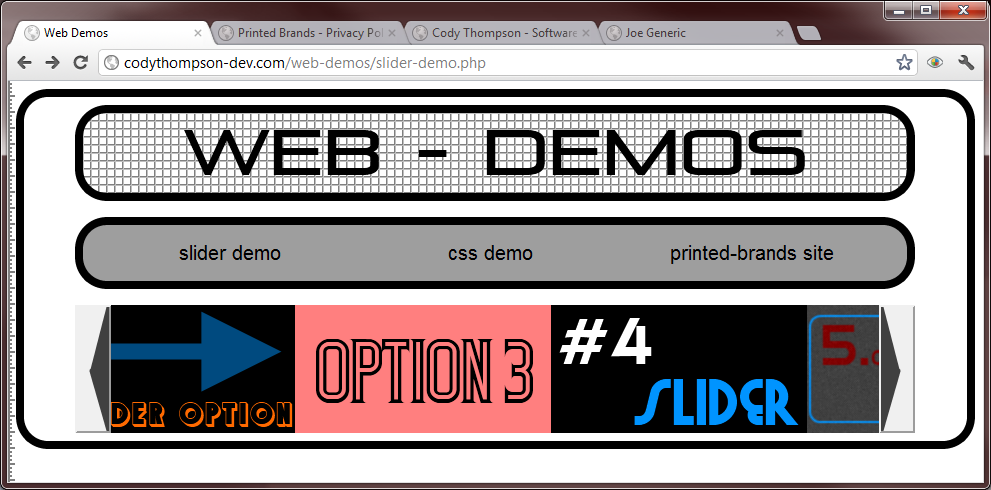 Web Demos
Printed Brands - Privacy Pol
Cody Thompson - Software
Joe Generic
codythompson-dev.com/web-demos/slider-demo.php
WEB - DEMOS
slider demo css demo printed-brands site
DER OPTION
OPTION 3
#4
SLIDER
5.